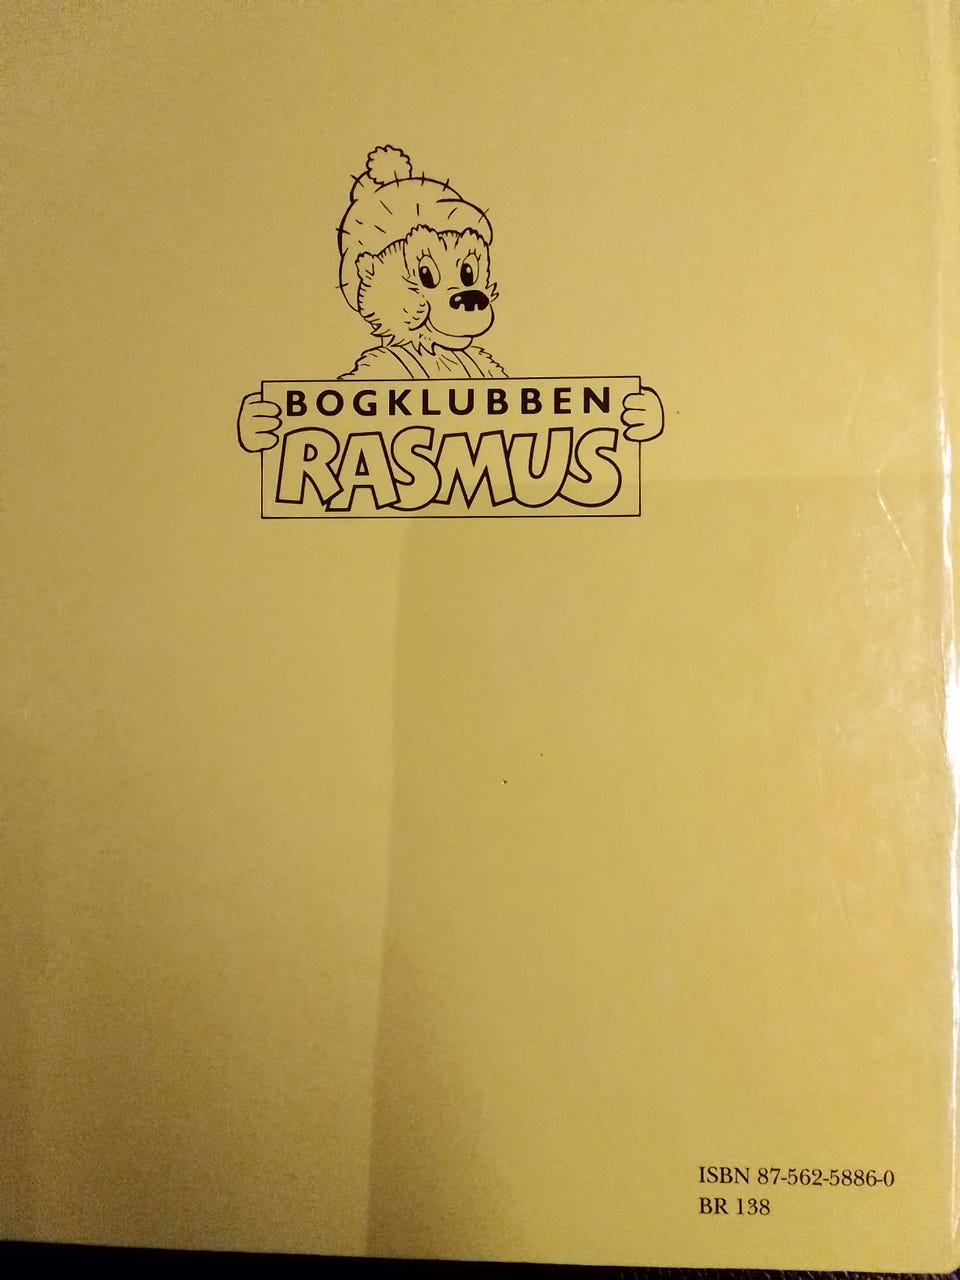 BOGKLUBBEN
RASMUS
ISBN 87-562-5886-0
BR 138